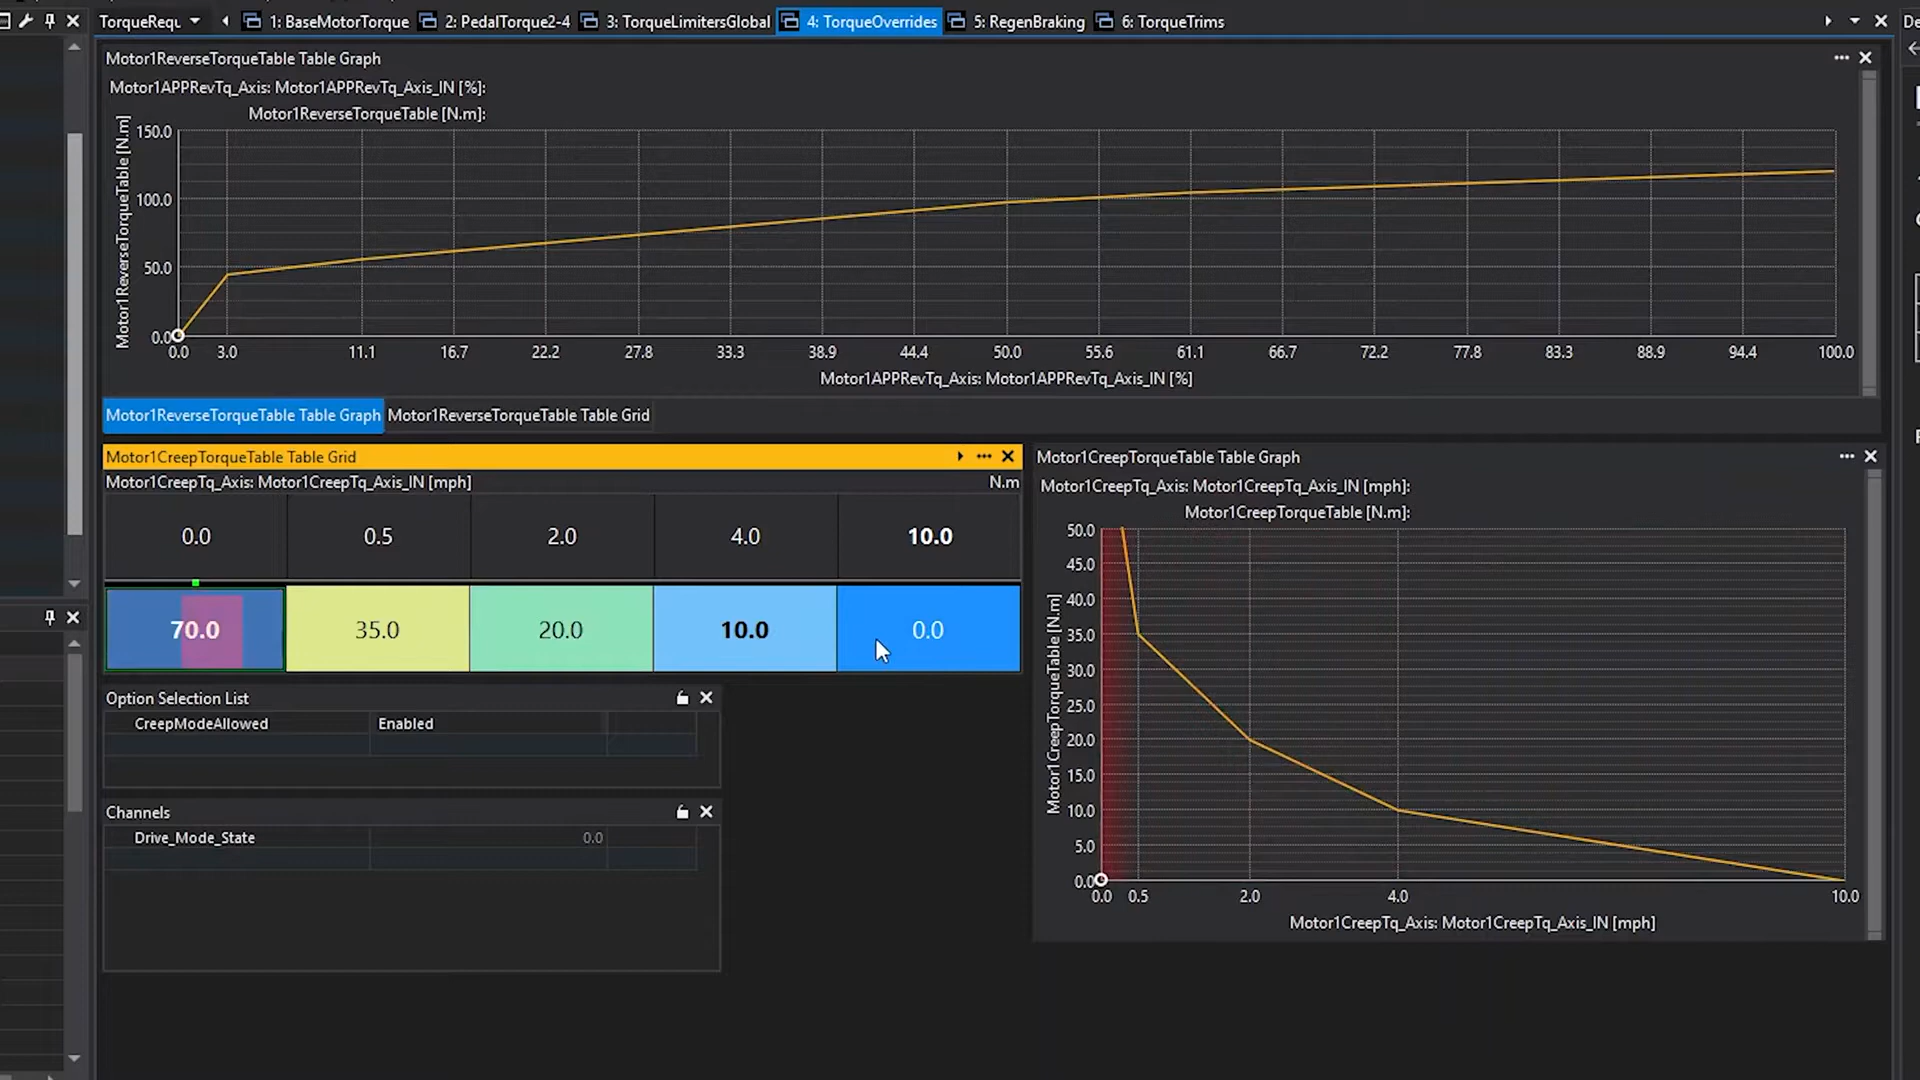 TorqueRequ 1: BaseMotorTorque 2: PedalTorque2-4 3: TorqueLimitersGlobal 4: TorqueOverrides 5: RegenBraking 6: TorqueTrims
De
Motor1ReverseTorqueTable Table Graph
Motor1APPRevTq_Axis: Motor1APPRevTq_Axis_IN [%]:
Motor1ReverseTorqueTable [N.m]:
Motor1ReverseTorqueTable [N.m]
150.0
100.0
50.0
0.0
0.0 3.0 11.1 16.7 22.2 27.8 33.3 38.9 44.4 50.0 55.6 61.1 66.7 72.2 77.8 83.3 88.9 94.4 100.0
Motor1APPRevTq_Axis: Motor1APPRevTq_Axis_IN [%]
Motor1ReverseTorqueTable Table Graph Motor1ReverseTorqueTable Table Grid
Motor1CreepTorqueTable Table Grid
Motor1CreepTq_Axis: Motor1CreepTq_Axis_IN [mph] N.m
0.0 0.5 2.0 4.0 10.0
70.0 35.0 20.0 10.0 0.0
Option Selection List
CreepModeAllowed Enabled
Channels
Drive_Mode_State 0.0
Motor1CreepTorqueTable Table Graph
Motor1CreepTq_Axis: Motor1CreepTq_Axis_IN [mph]:
Motor1CreepTorqueTable [N.m]:
Motor1CreepTorqueTable [N.m]
50.0
45.0
40.0
35.0
30.0
25.0
20.0
15.0
10.0
5.0
0.0
0.0 0.5 2.0 4.0 10.0
Motor1CreepTq_Axis: Motor1CreepTq_Axis_IN [mph]